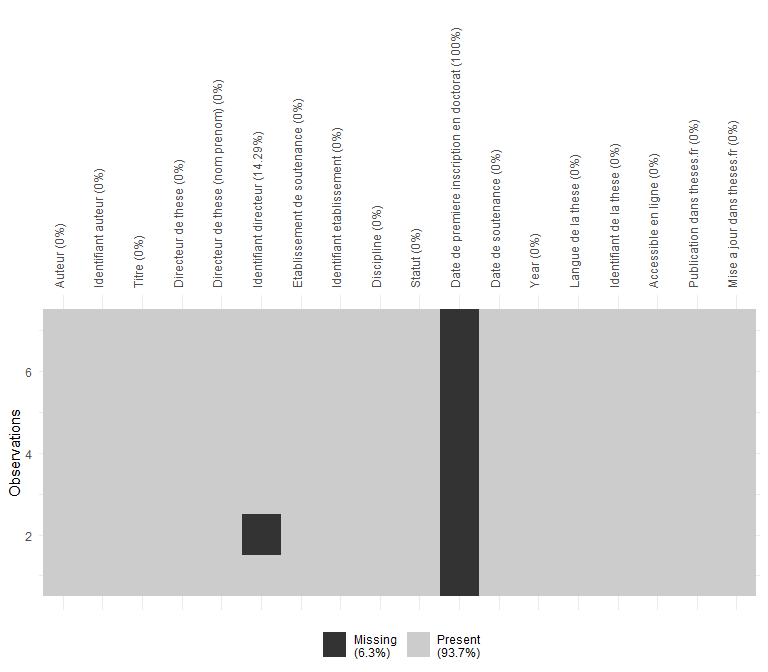 Auteur (0%)
Identifiant auteur (0%)
Titre (0%)
Directeur de these (0%)
Directeur de these (nom prenom) (0%)
Identifiant directeur (14.29%)
Etablissement de soutenance (0%)
Identifiant etablissement (0%)
Discipline (0%)
Statut (0%)
Date de premiere inscription en doctorat (100%)
Date de soutenance (0%)
Year (0%)
Langue de la these (0%)
Identifiant de la these (0%)
Accessible en ligne (0%)
Publication dans theses.fr (0%)
Mise a jour dans theses.fr (0%)
Observations
6
4
2
Missing
(6.3%)
Present
(93.7%)